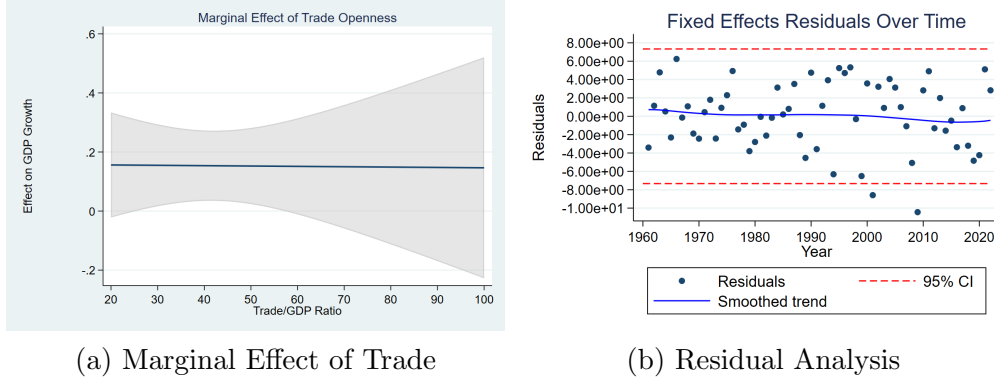 Marginal Effect of Trade Openness
Effect on GDP Growth
.6
.4
.2
0
-.2
20 30 40 50 60 70 80 90 100
Trade/GDP Ratio
(a) Marginal Effect of Trade
Fixed Effects Residuals Over Time
Residuals
8.00e+00
6.00e+00
4.00e+00
2.00e+00
0.00e+00
-2.00e+00
-4.00e+00
-6.00e+00
-8.00e+00
-1.00e+01
1960 1970 1980 1990 2000 2010 2020
Year
Residuals 95% CI
Smoothed trend
(b) Residual Analysis